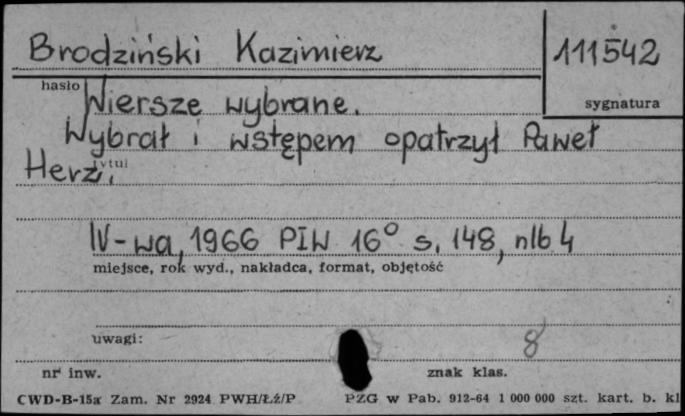 Brodziński Kazimierz 111542
hasło Wiersze wybrane. sygnatura
Wybrał i wstępem opatrzył Paweł
tytuł
Herz.
W-wa, 1966 PIW 16° s. 148, nlb 4
miejsce, rok wyd., nakładca, format, objętość
uwagi: 8
nr inw. znak klas.
CWD-B-15a Zam. Nr 2924 PWH/Łź/P PZG w Pab. 912-64 1 000 000 szt. kart. b. kl